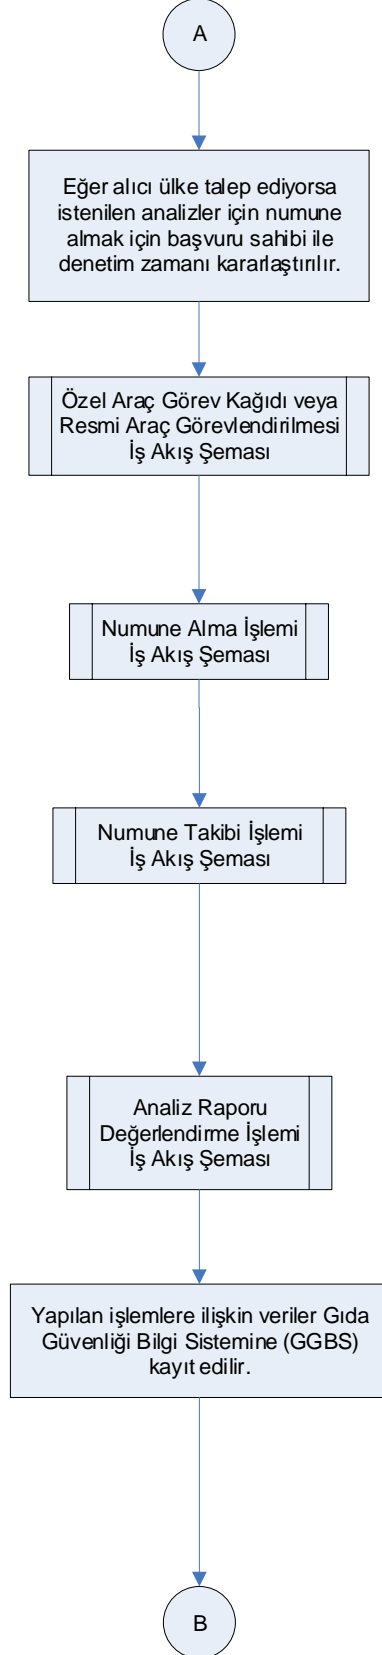 A
Eğer alıcı ülke talep ediyorsa
istenilen analizler için numune
almak için başvuru sahibi ile
denetim zamanı kararlaştırılır.
Özel Araç Görev Kağıdı veya
Resmi Araç Görevlendirilmesi
İş Akış Şeması
Numune Alma İşlemi
İş Akış Şeması
Numune Takibi İşlemi
İş Akış Şeması
Analiz Raporu
Değerlendirme İşlemi
İş Akış Şeması
Yapılan işlemlere ilişkin veriler Gıda
Güvenliği Bilgi Sistemine (GGBS)
kayıt edilir.
B